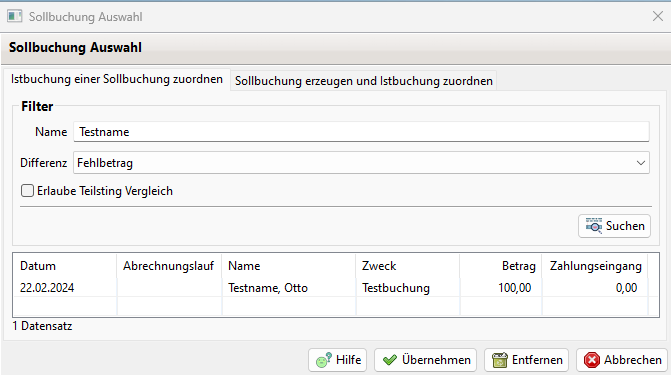 Sollbuchung Auswahl
Sollbuchung Auswahl
Istbuchung einer Sollbuchung zuordnen Sollbuchung erzeugen und Istbuchung zuordnen
Filter
Name Testname
Differenz Fehlbetrag
Erlaube Teilsting Vergleich
Suchen
Datum Abrechnungslauf Name Zweck Betrag Zahlungseingang
22.02.2024 Testname, Otto Testbuchung 100,00 0,00
1 Datensatz
Hilfe Übernehmen Entfernen Abbrechen